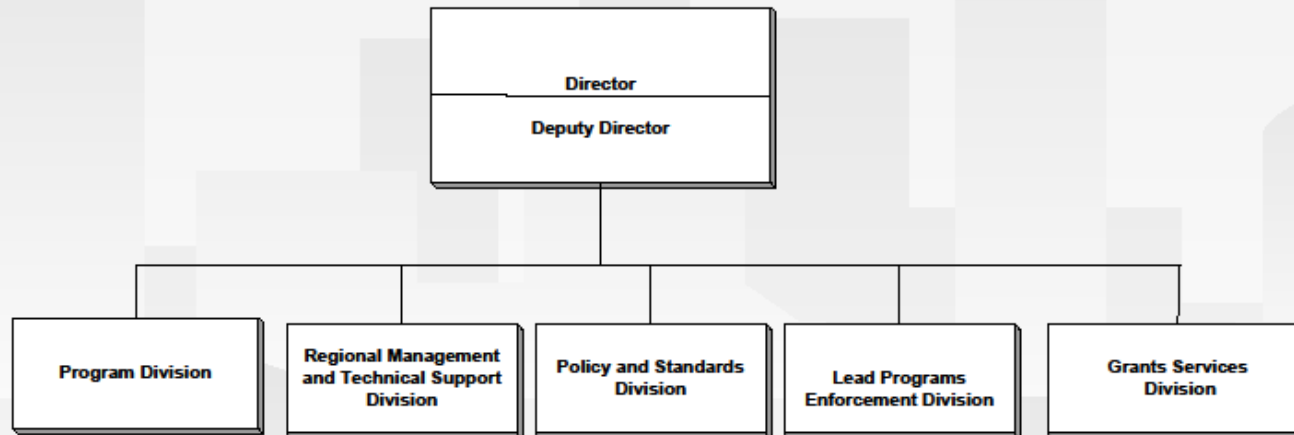 Director
Deputy Director
Program Division
Regional Management
and Technical Support
Division
Policy and Standards
Division
Lead Programs
Enforcement Division
Grants Services
Division